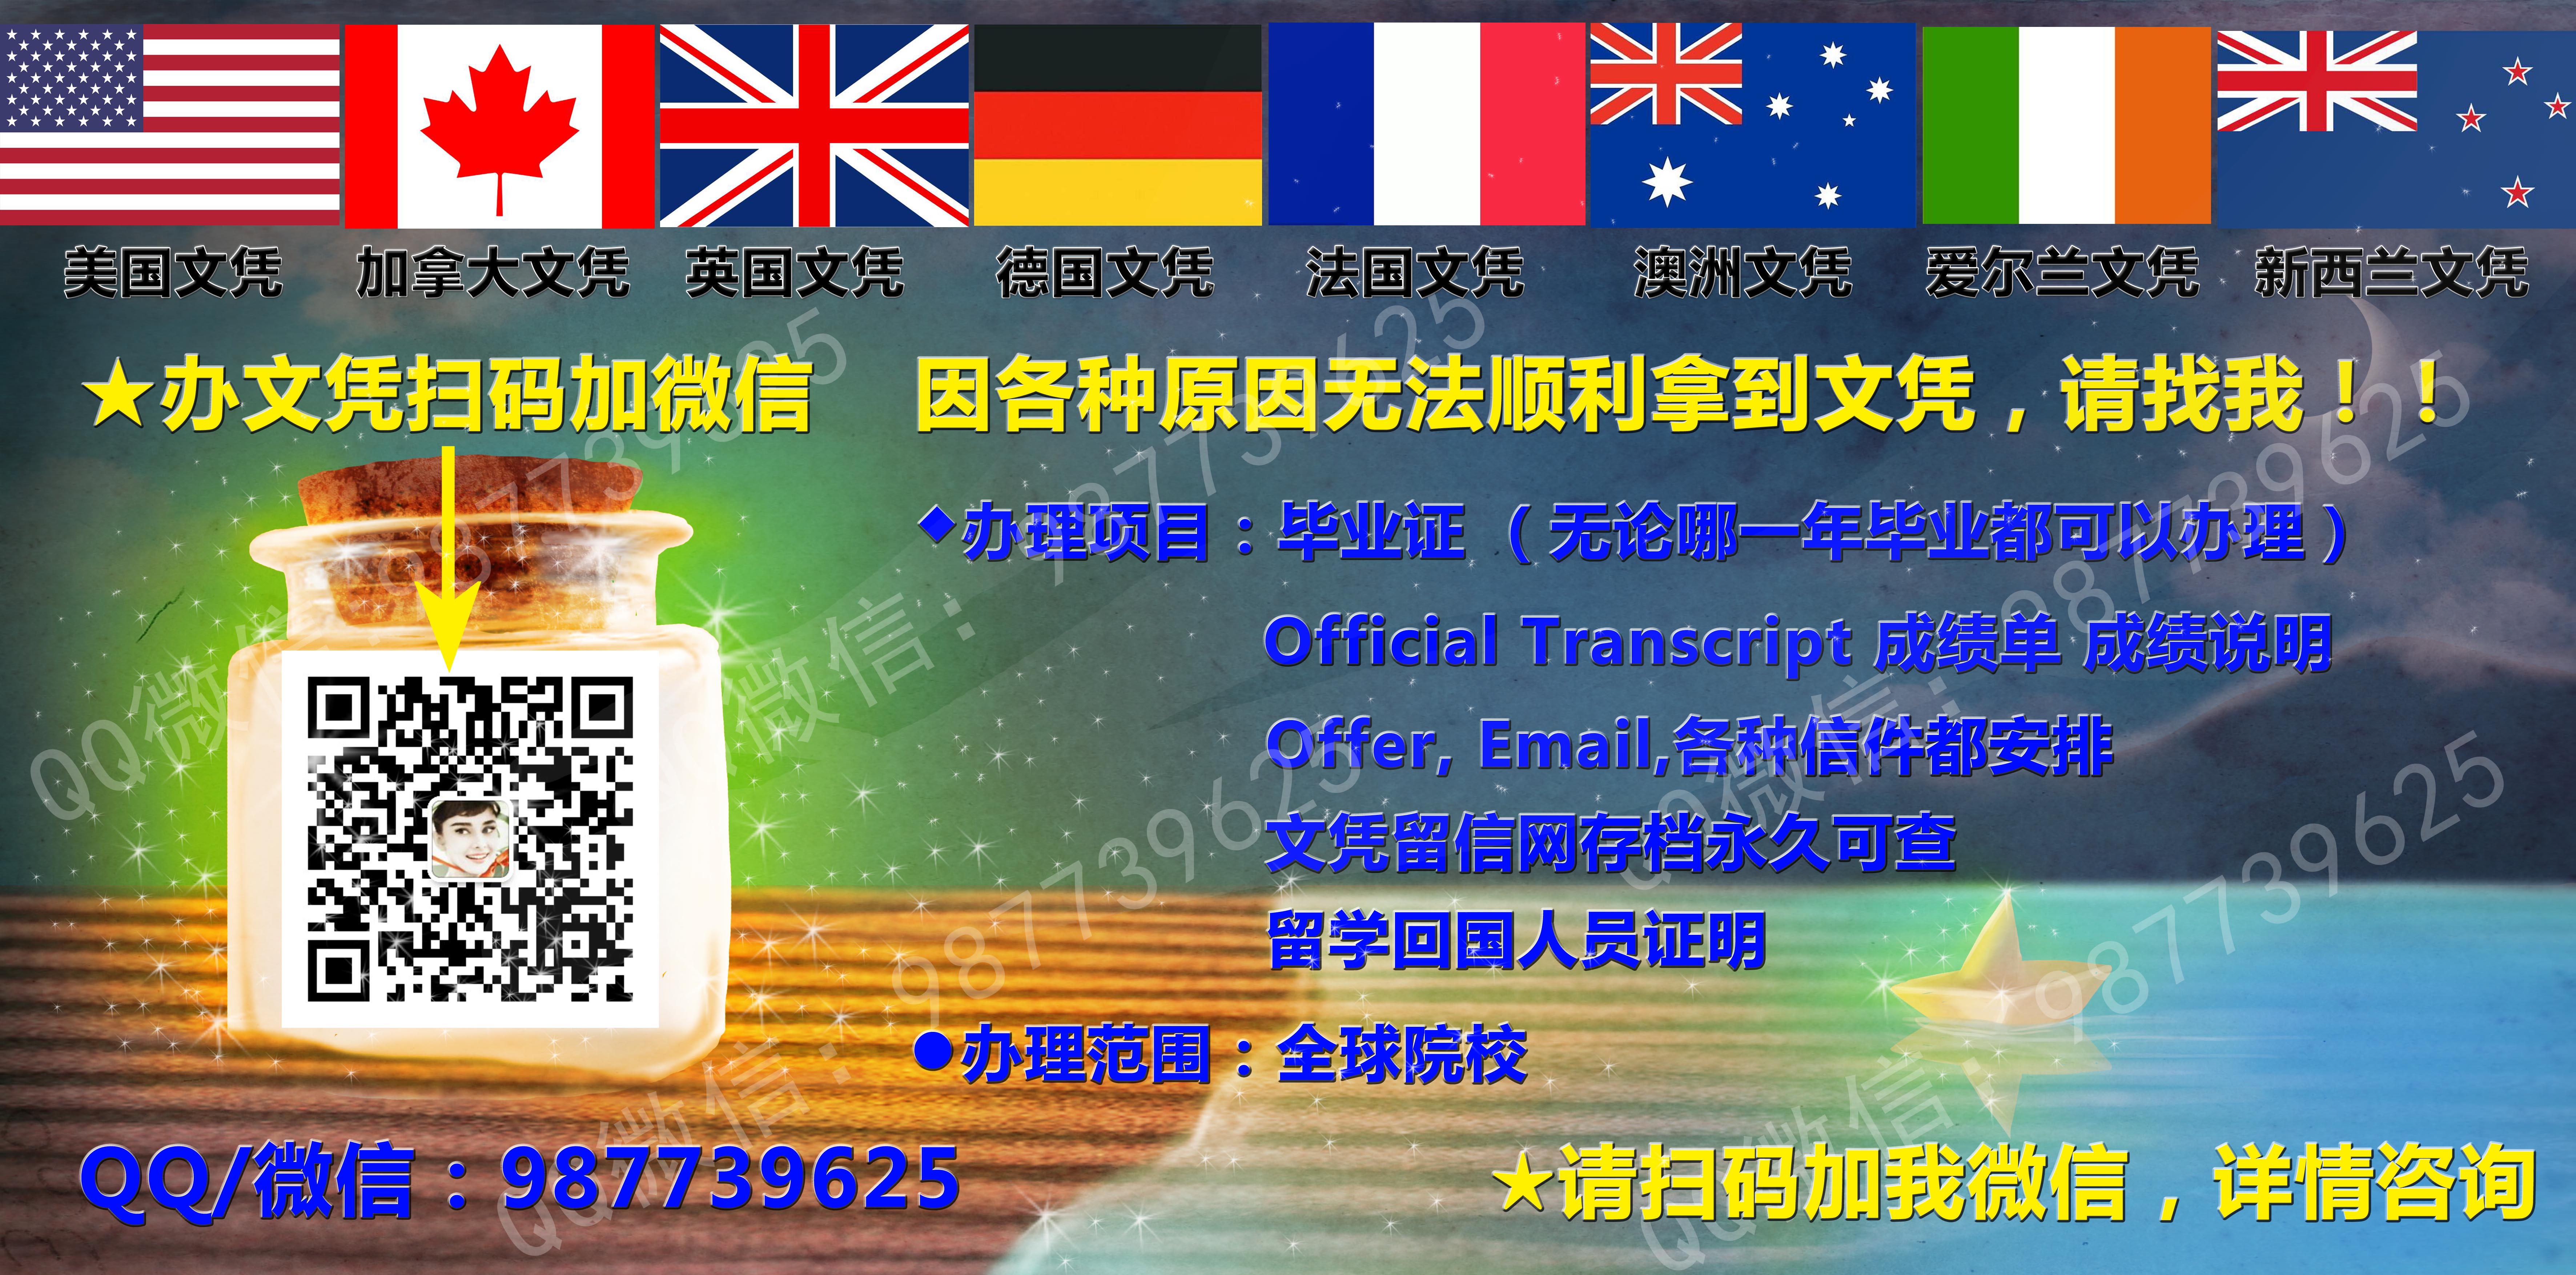 美国文凭 加拿大文凭 英国文凭 德国文凭 法国文凭 澳洲文凭 爱尔兰文凭 新西兰文凭
★办文凭扫码加微信
因各种原因无法顺利拿到文凭，请找我！！
◆办理项目：毕业证（无论哪一年毕业都可以办理）
Official Transcript 成绩单 成绩说明
Offer, Email,各种信件都安排
文凭留信网存档永久可查
留学回国人员证明
●办理范围：全球院校
QQ/微信：987739625
★请扫码加我微信，详情咨询
QQ微信：987739625
QQ微信：987739625
QQ微信：987739625
QQ微信：987739625
QQ微信：987739625